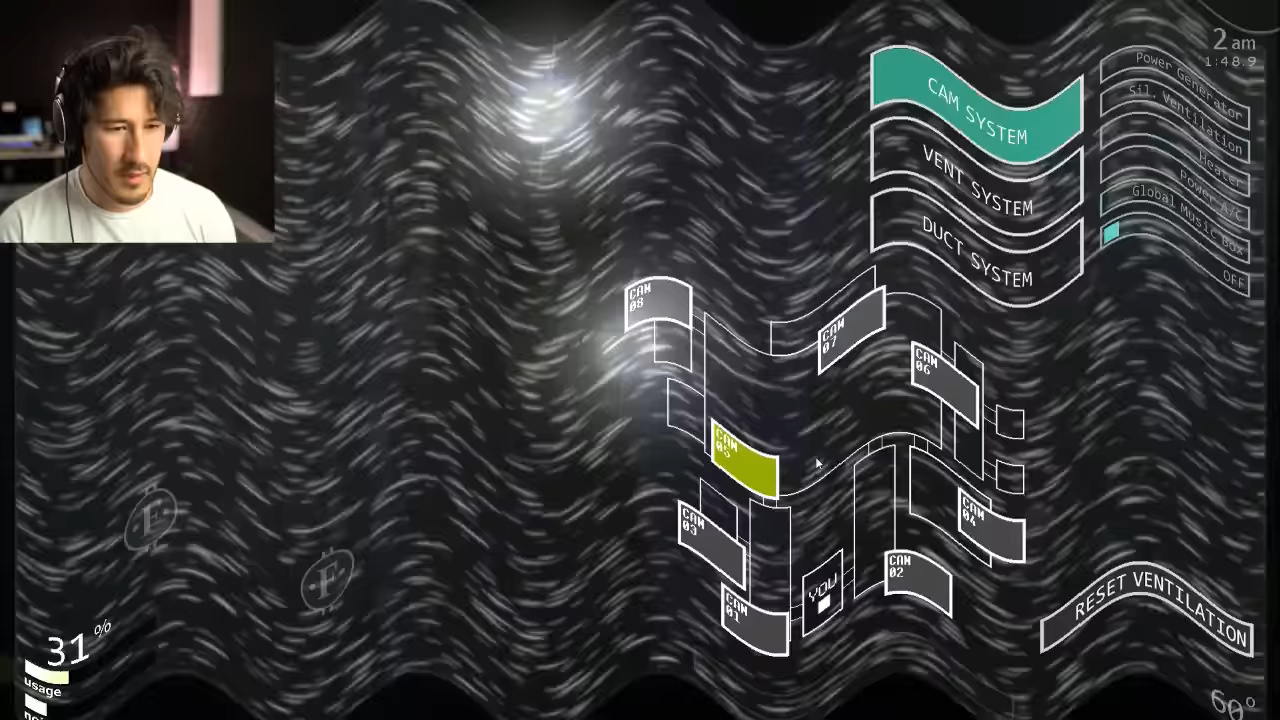 2 am
1:48.9
CAM SYSTEM
VENT SYSTEM
DUCT SYSTEM
Power Generator
Sil. Ventilation
Heater
Power A/C
Global Music Box
OFF
CAM
08
CAM
07
CAM
06
CAM
05
CAM
03
CAM
04
CAM
02
CAM
01
YOU
RESET VENTILATION
31 %
usage
60°